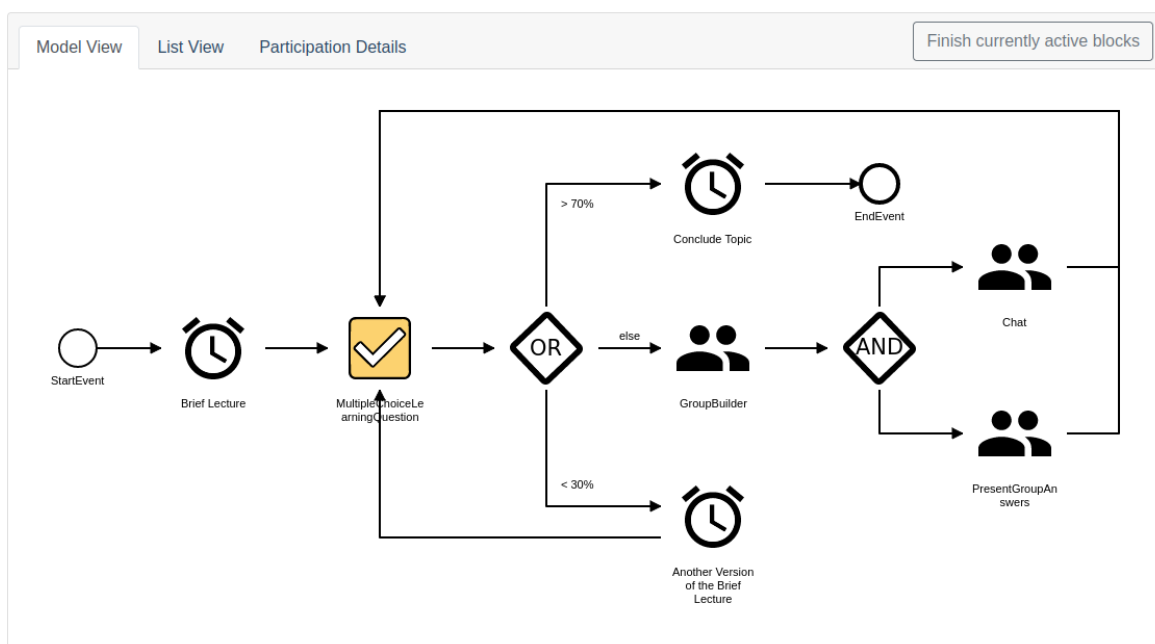 Model View
List View
Participation Details
Finish currently active blocks
> 70%
Conclude Topic
EndEvent
Chat
StartEvent
Brief Lecture
MultipleChoiceLe
arningQuestion
OR
else
GroupBuilder
AND
< 30%
PresentGroupAn
swers
Another Version
of the Brief
Lecture